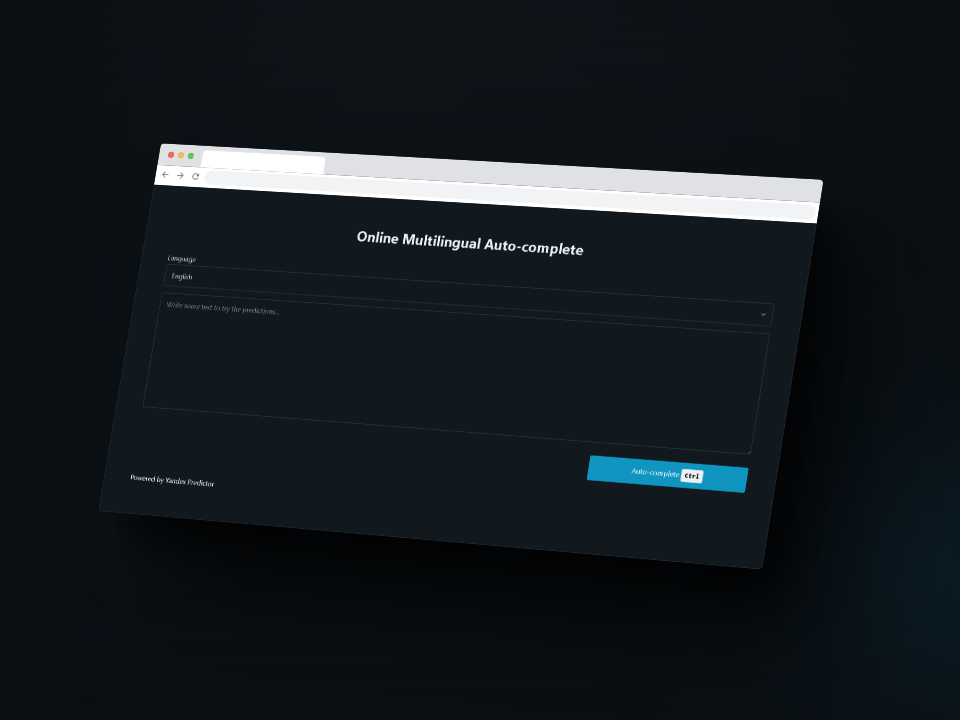 Online Multilingual Auto-complete
Language
English
Write some text to try the predictions...
Auto-complete Ctrl
Powered by Yandex Predictor